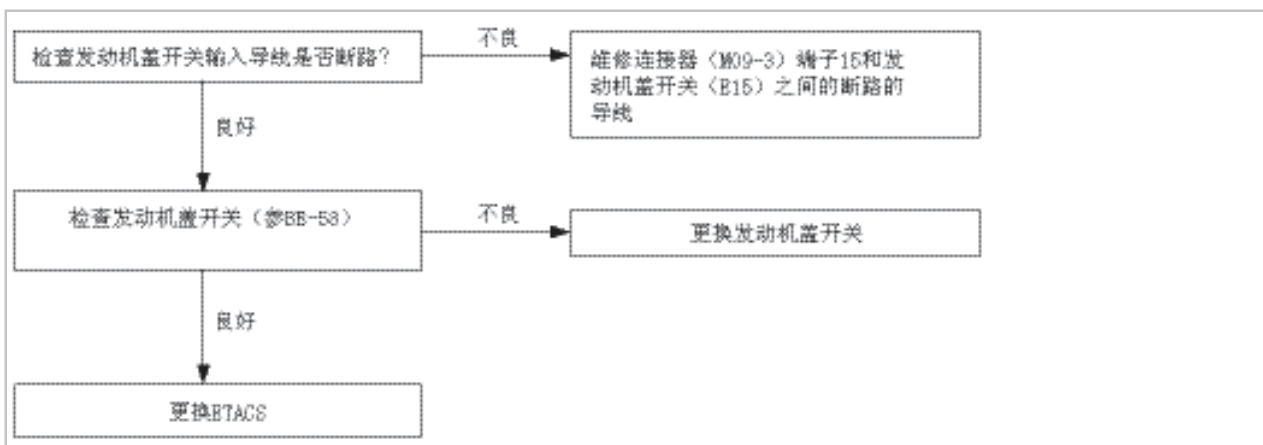 检查发动机盖开关输入导线是否断路?
不良
维修连接器（M09-3）端子15和发
动机盖开关（E15）之间的断路的
导线
良好
检查发动机盖开关（参BE-58）
不良
更换发动机盖开关
良好
更换ETACS